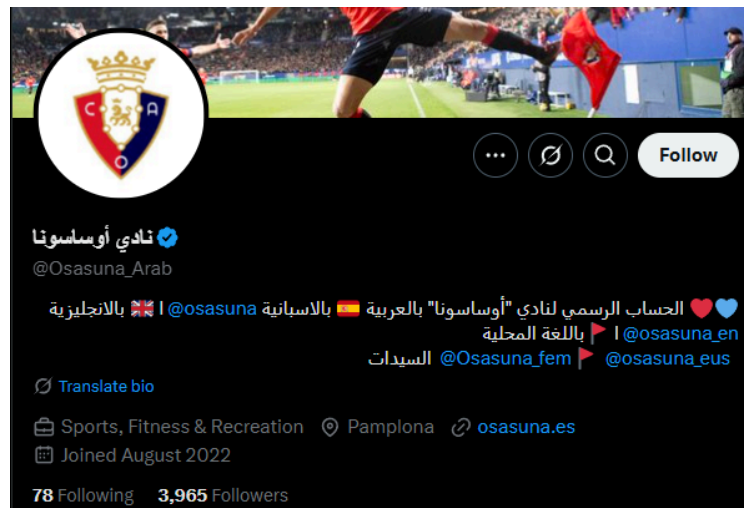 C A O
Follow
نادي أوساسونا
@Osasuna_Arab
💙❤️ الحساب الرسمي لنادي "أوساسونا" بالعربية 🇪🇸 بالاسبانية @osasuna ا 🇬🇧 بالانجليزية
@osasuna_en ا 🚩 باللغة المحلية
@osasuna_eus 🚩 @Osasuna_fem السيدات
Translate bio
Sports, Fitness & Recreation Pamplona osasuna.es
Joined August 2022
78 Following 3,965 Followers